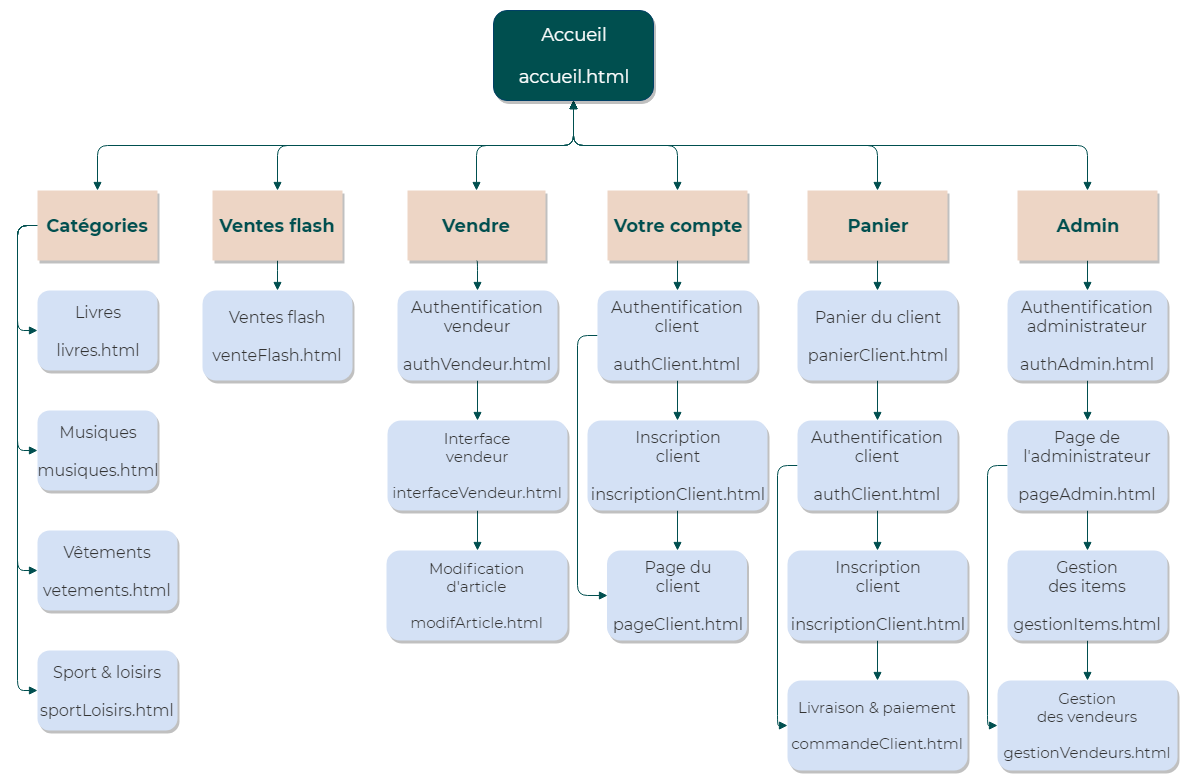 Accueil
accueil.html
Catégories
Ventes flash
Vendre
Votre compte
Panier
Admin
Livres
livres.html
Musiques
musiques.html
Vêtements
vetements.html
Sport & loisirs
sportLoisirs.html
Ventes flash
venteFlash.html
Authentification
vendeur
authVendeur.html
Interface
vendeur
interfaceVendeur.html
Modification
d'article
modifArticle.html
Authentification
client
authClient.html
Inscription
client
inscriptionClient.html
Page du
client
pageClient.html
Panier du client
panierClient.html
Authentification
client
authClient.html
Inscription
client
inscriptionClient.html
Livraison & paiement
commandeClient.html
Authentification
administrateur
authAdmin.html
Page de
l'administrateur
pageAdmin.html
Gestion
des items
gestionItems.html
Gestion
des vendeurs
gestionVendeurs.html